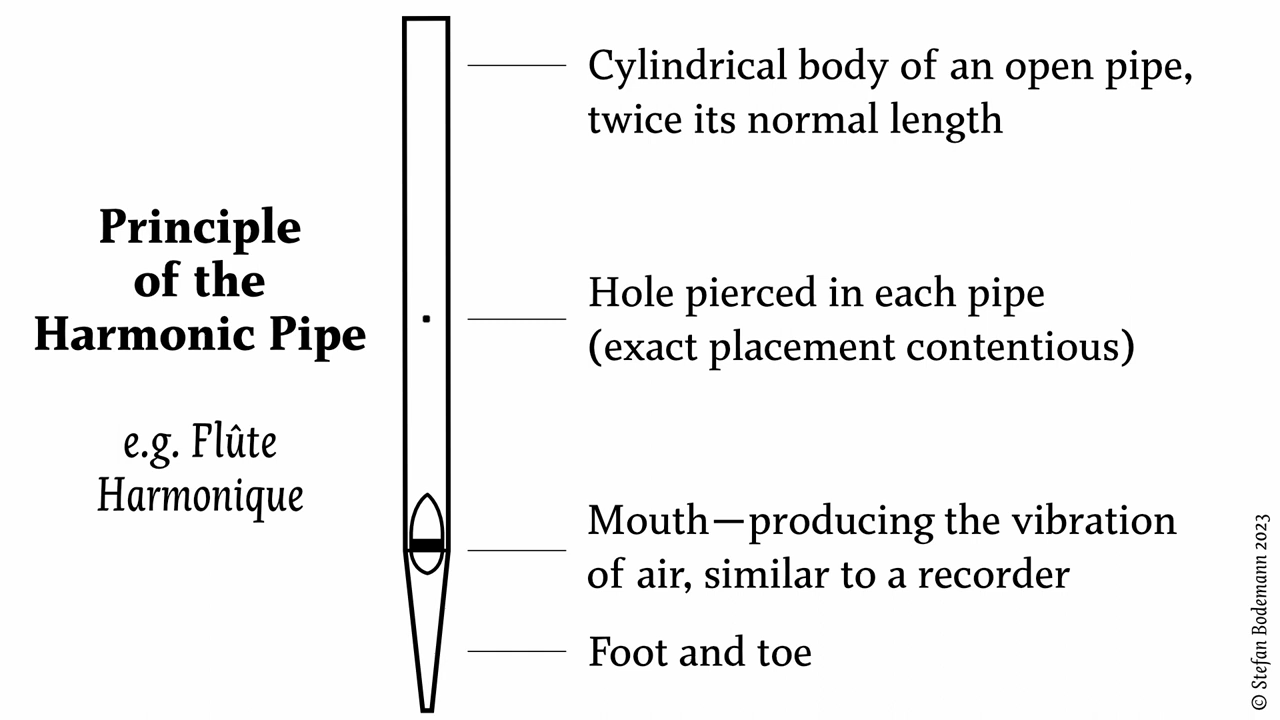 Principle
of the
Harmonic Pipe
e.g. Flûte
Harmonique
Cylindrical body of an open pipe,
twice its normal length
Hole pierced in each pipe
(exact placement contentious)
Mouth—producing the vibration
of air, similar to a recorder
Foot and toe
© Stefan Bodemann 2023